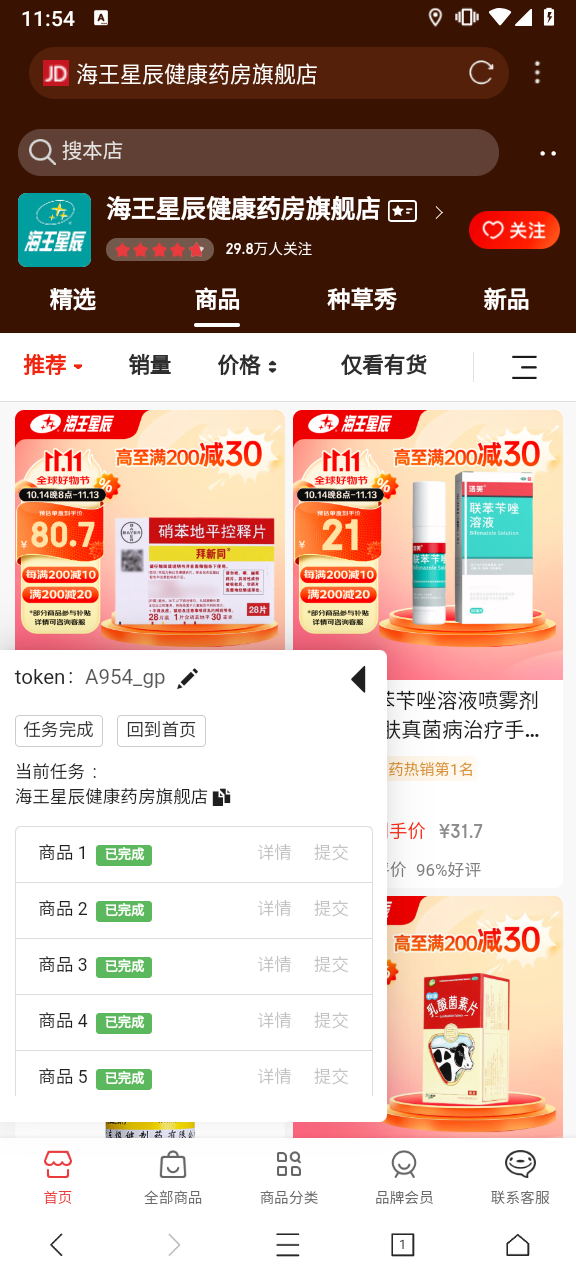 11:54
A
JD 海王星辰健康药房旗舰店
搜本店
海王星辰
海王星辰健康药房旗舰店
29.8万人关注
关注
精选 商品 种草秀 新品
推荐 销量 价格 仅看有货
海王星辰
11.11
全球好物节
10.14晚8点-11.13
高至满200减30
预估单度到手价
¥80.7
每满200减10
满200减20
*部分商品参与补贴
详情可咨询客服
BAYER
硝苯地平控释片
拜新同
28片
海王星辰
11.11
全球好物节
10.14晚8点-11.13
高至满200减30
¥21
每满200减10
满200减20
*部分商品参与补贴
详情可咨询客服
联苯苄唑
溶液
Bifonazole Solution
苯苄唑溶液喷雾剂
肤真菌病治疗手...
药热销第1名
手价 ¥31.7
评价 96%好评
高至满200减30
乳酸菌素片
token: A954_gp
任务完成 回到首页
当前任务：
海王星辰健康药房旗舰店
商品 1 已完成 详情 提交
商品 2 已完成 详情 提交
商品 3 已完成 详情 提交
商品 4 已完成 详情 提交
商品 5 已完成 详情 提交
首页 全部商品 商品分类 品牌会员 联系客服
1